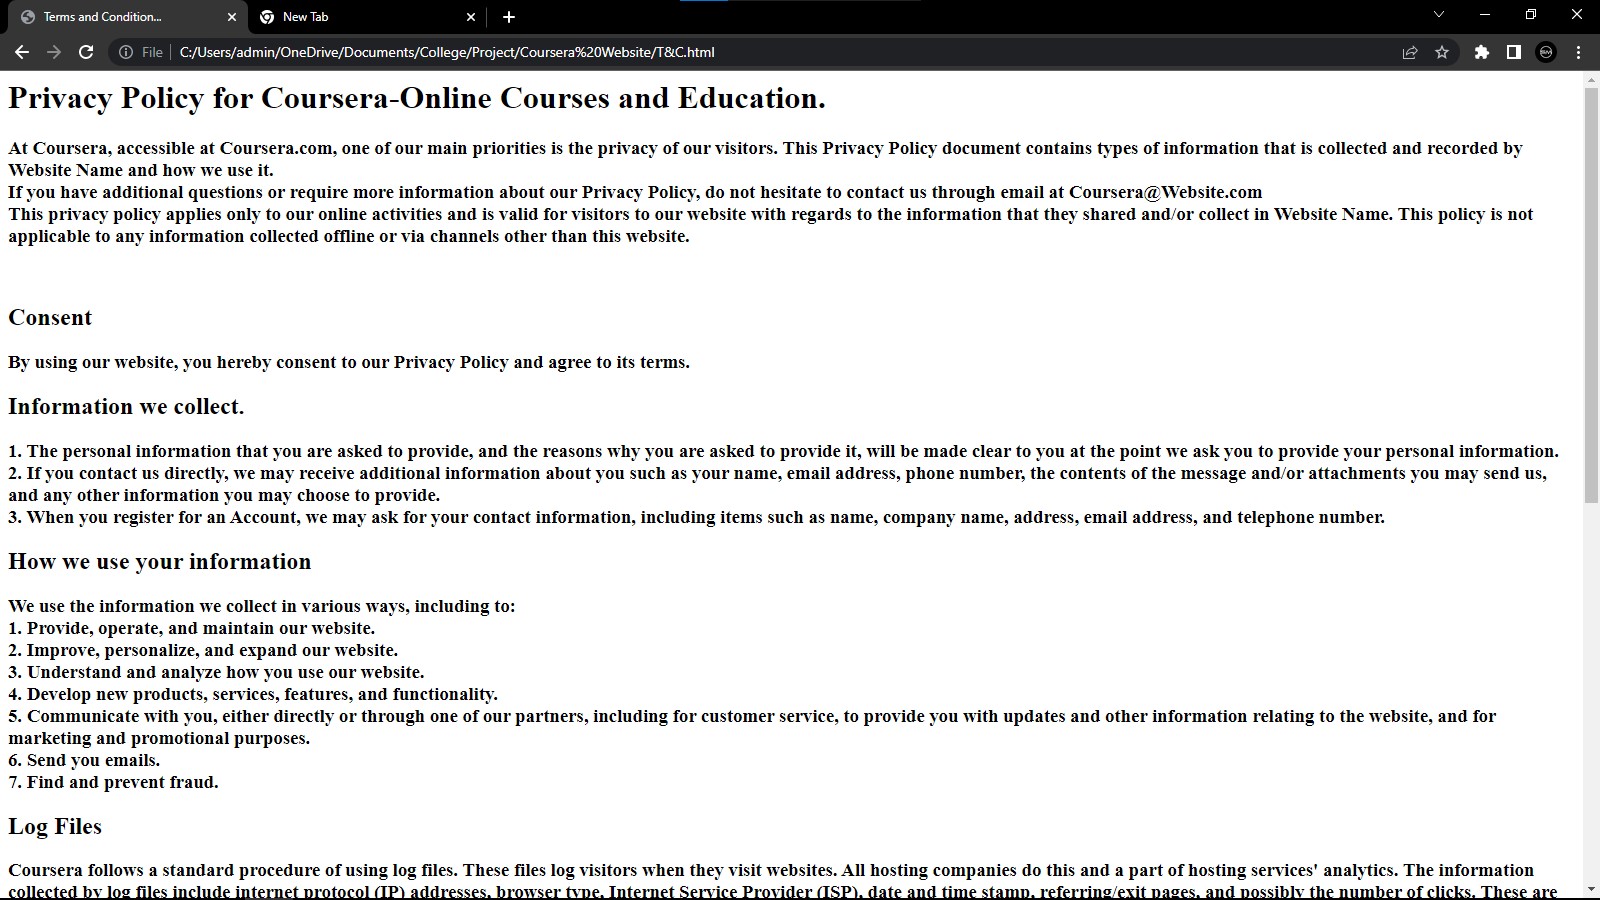 Terms and Condition...
New Tab
File
C:/Users/admin/OneDrive/Documents/College/Project/Coursera%20Website/T&C.html
Privacy Policy for Coursera-Online Courses and Education.
At Coursera, accessible at Coursera.com, one of our main priorities is the privacy of our visitors. This Privacy Policy document contains types of information that is collected and recorded by
Website Name and how we use it.
If you have additional questions or require more information about our Privacy Policy, do not hesitate to contact us through email at Coursera@Website.com
This privacy policy applies only to our online activities and is valid for visitors to our website with regards to the information that they shared and/or collect in Website Name. This policy is not
applicable to any information collected offline or via channels other than this website.
Consent
By using our website, you hereby consent to our Privacy Policy and agree to its terms.
Information we collect.
1. The personal information that you are asked to provide, and the reasons why you are asked to provide it, will be made clear to you at the point we ask you to provide your personal information.
2. If you contact us directly, we may receive additional information about you such as your name, email address, phone number, the contents of the message and/or attachments you may send us,
and any other information you may choose to provide.
3. When you register for an Account, we may ask for your contact information, including items such as name, company name, address, email address, and telephone number.
How we use your information
We use the information we collect in various ways, including to:
1. Provide, operate, and maintain our website.
2. Improve, personalize, and expand our website.
3. Understand and analyze how you use our website.
4. Develop new products, services, features, and functionality.
5. Communicate with you, either directly or through one of our partners, including for customer service, to provide you with updates and other information relating to the website, and for
marketing and promotional purposes.
6. Send you emails.
7. Find and prevent fraud.
Log Files
Coursera follows a standard procedure of using log files. These files log visitors when they visit websites. All hosting companies do this and a part of hosting services' analytics. The information
collected by log files include internet protocol (IP) addresses, browser type, Internet Service Provider (ISP), date and time stamp, referring/exit pages, and possibly the number of clicks. These are